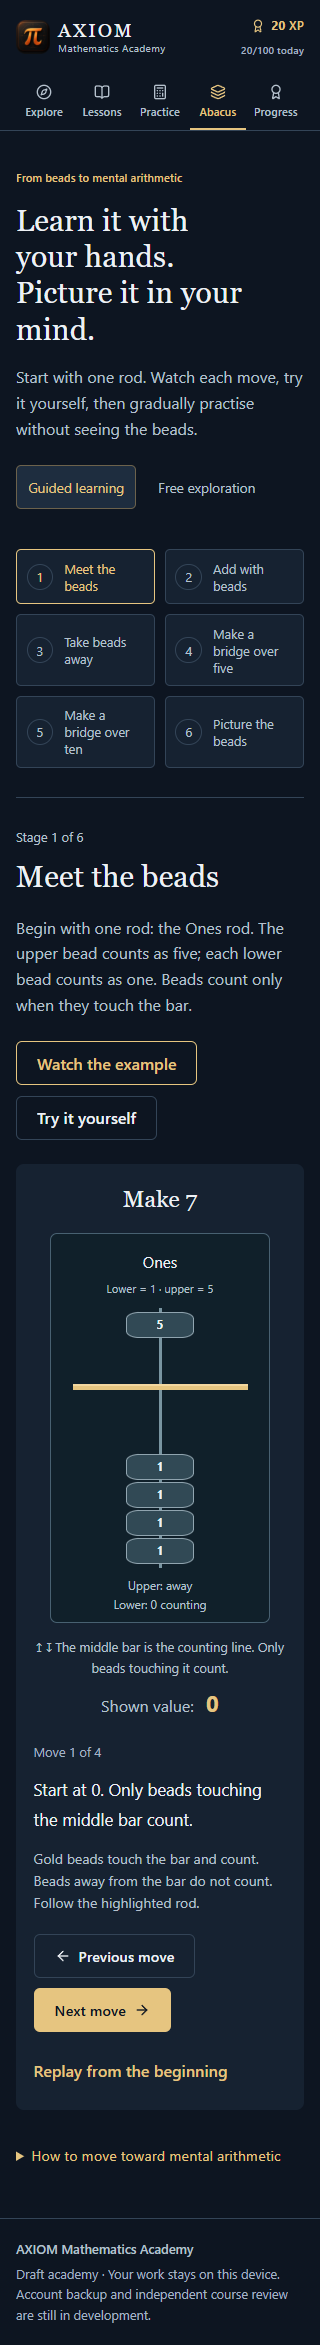 AXIOM
Mathematics Academy
20 XP
20/100 today
Explore
Lessons
Practice
Abacus
Progress
From beads to mental arithmetic
Learn it with
your hands.
Picture it in your
mind.
Start with one rod. Watch each move, try
it yourself, then gradually practise
without seeing the beads.
Guided learning
Free exploration
1
Meet the
beads
2
Add with
beads
3
Take beads
away
4
Make a
bridge over
five
5
Make a
bridge over
ten
6
Picture the
beads
Stage 1 of 6
Meet the beads
Begin with one rod: the Ones rod. The
upper bead counts as five; each lower
bead counts as one. Beads count only
when they touch the bar.
Watch the example
Try it yourself
Make 7
Ones
Lower = 1 · upper = 5
5
1
1
1
1
Upper: away
Lower: 0 counting
↥↧The middle bar is the counting line. Only
beads touching it count.
Shown value: 0
Move 1 of 4
Start at 0. Only beads touching
the middle bar count.
Gold beads touch the bar and count.
Beads away from the bar do not count.
Follow the highlighted rod.
← Previous move
Next move →
Replay from the beginning
▶ How to move toward mental arithmetic
AXIOM Mathematics Academy
Draft academy · Your work stays on this device.
Account backup and independent course review
are still in development.